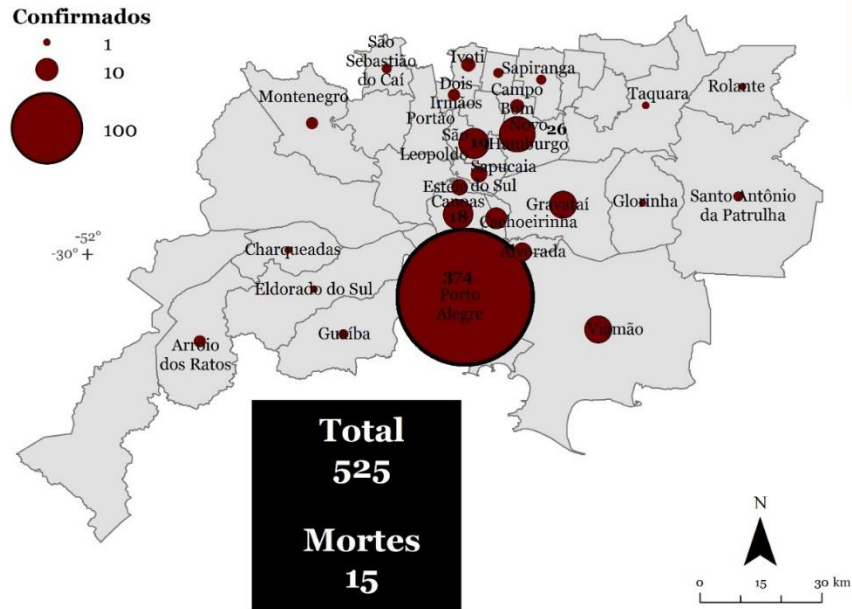 Confirmados
1
10
100
São
Sebastião
do Caí
Ivoti
Sapiranga
Dois
Irmãos
Campo
Bom
Taquara
Rolante
Montenegro
Portão
São
Leopoldo
19
Novo
Hamburgo
26
Sapucaia
do Sul
Esteio
Canoas
18
Cachoeirinha
Gravataí
Glorinha
Santo Antônio
da Patrulha
-52°
-30°
Charqueadas
Alvorada
374
Porto
Alegre
Eldorado do Sul
Guaíba
Viamão
Arroio
dos Ratos
Total
525
Mortes
15
N
0 15 30 km